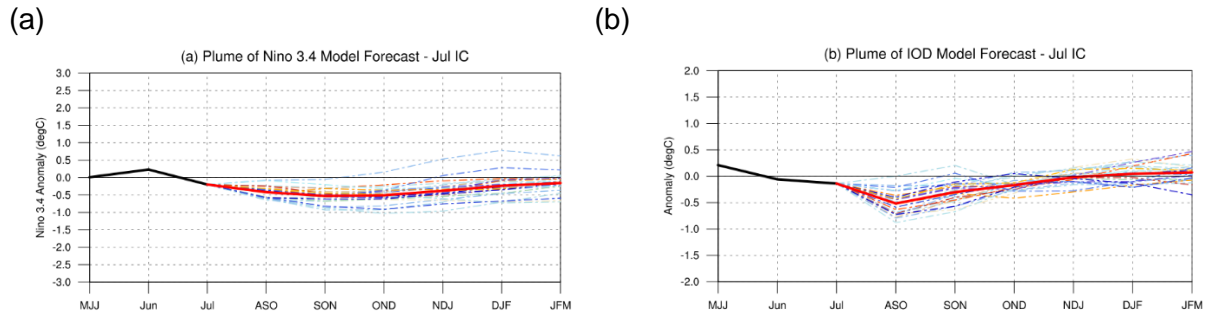 (a)
(a) Plume of Nino 3.4 Model Forecast - Jul IC
Nino 3.4 Anomaly (degC)
3.0
2.5
2.0
1.5
1.0
0.5
0.0
-0.5
-1.0
-1.5
-2.0
-2.5
-3.0
MJJ Jun Jul ASO SON OND NDJ DJF JFM
(b)
(b) Plume of IOD Model Forecast - Jul IC
Anomaly (degC)
2.0
1.5
1.0
0.5
0.0
-0.5
-1.0
-1.5
-2.0
MJJ Jun Jul ASO SON OND NDJ DJF JFM